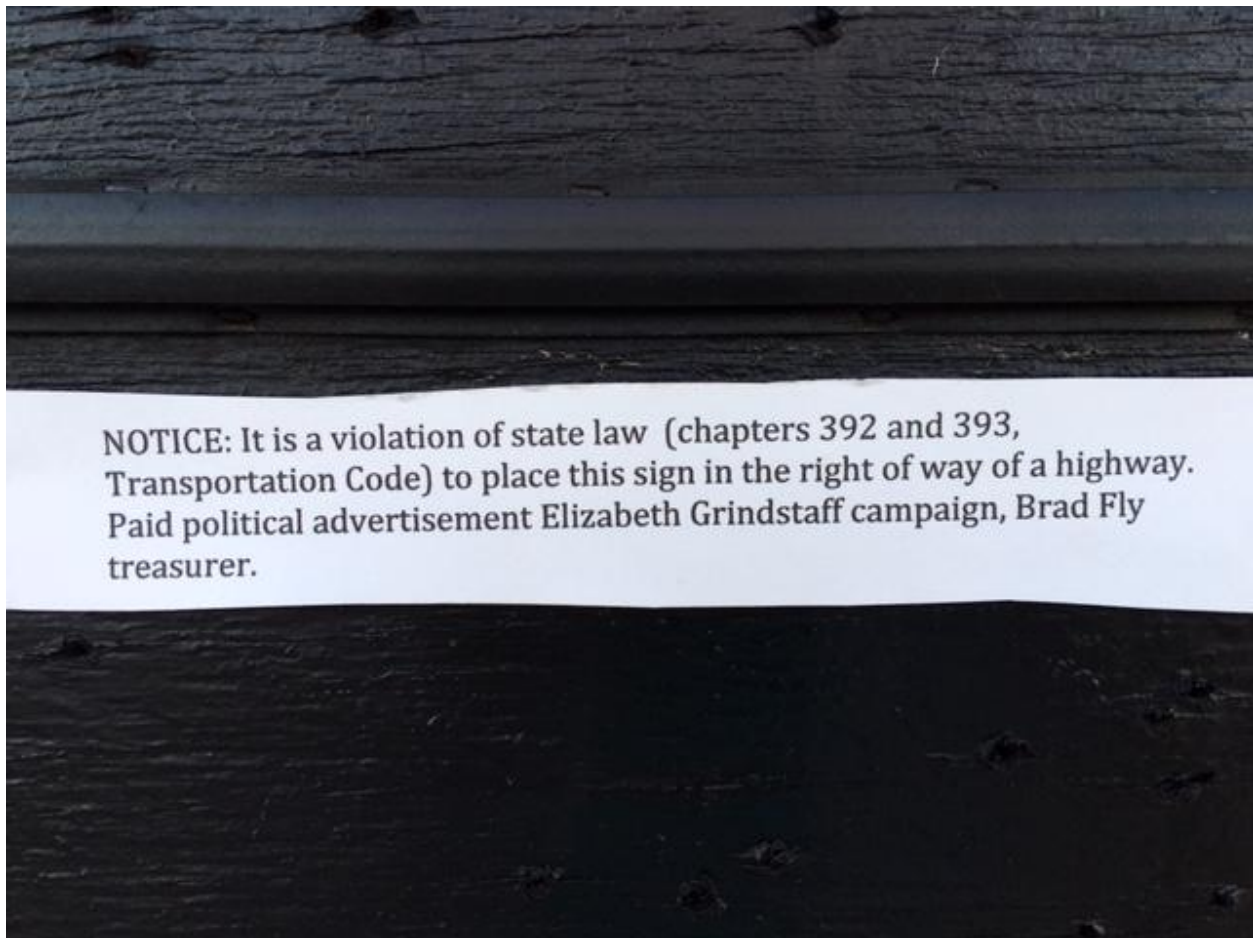 NOTICE: It is a violation of state law  (chapters 392 and 393,
Transportation Code) to place this sign in the right of way of a highway.
Paid political advertisement Elizabeth Grindstaff campaign, Brad Fly
treasurer.